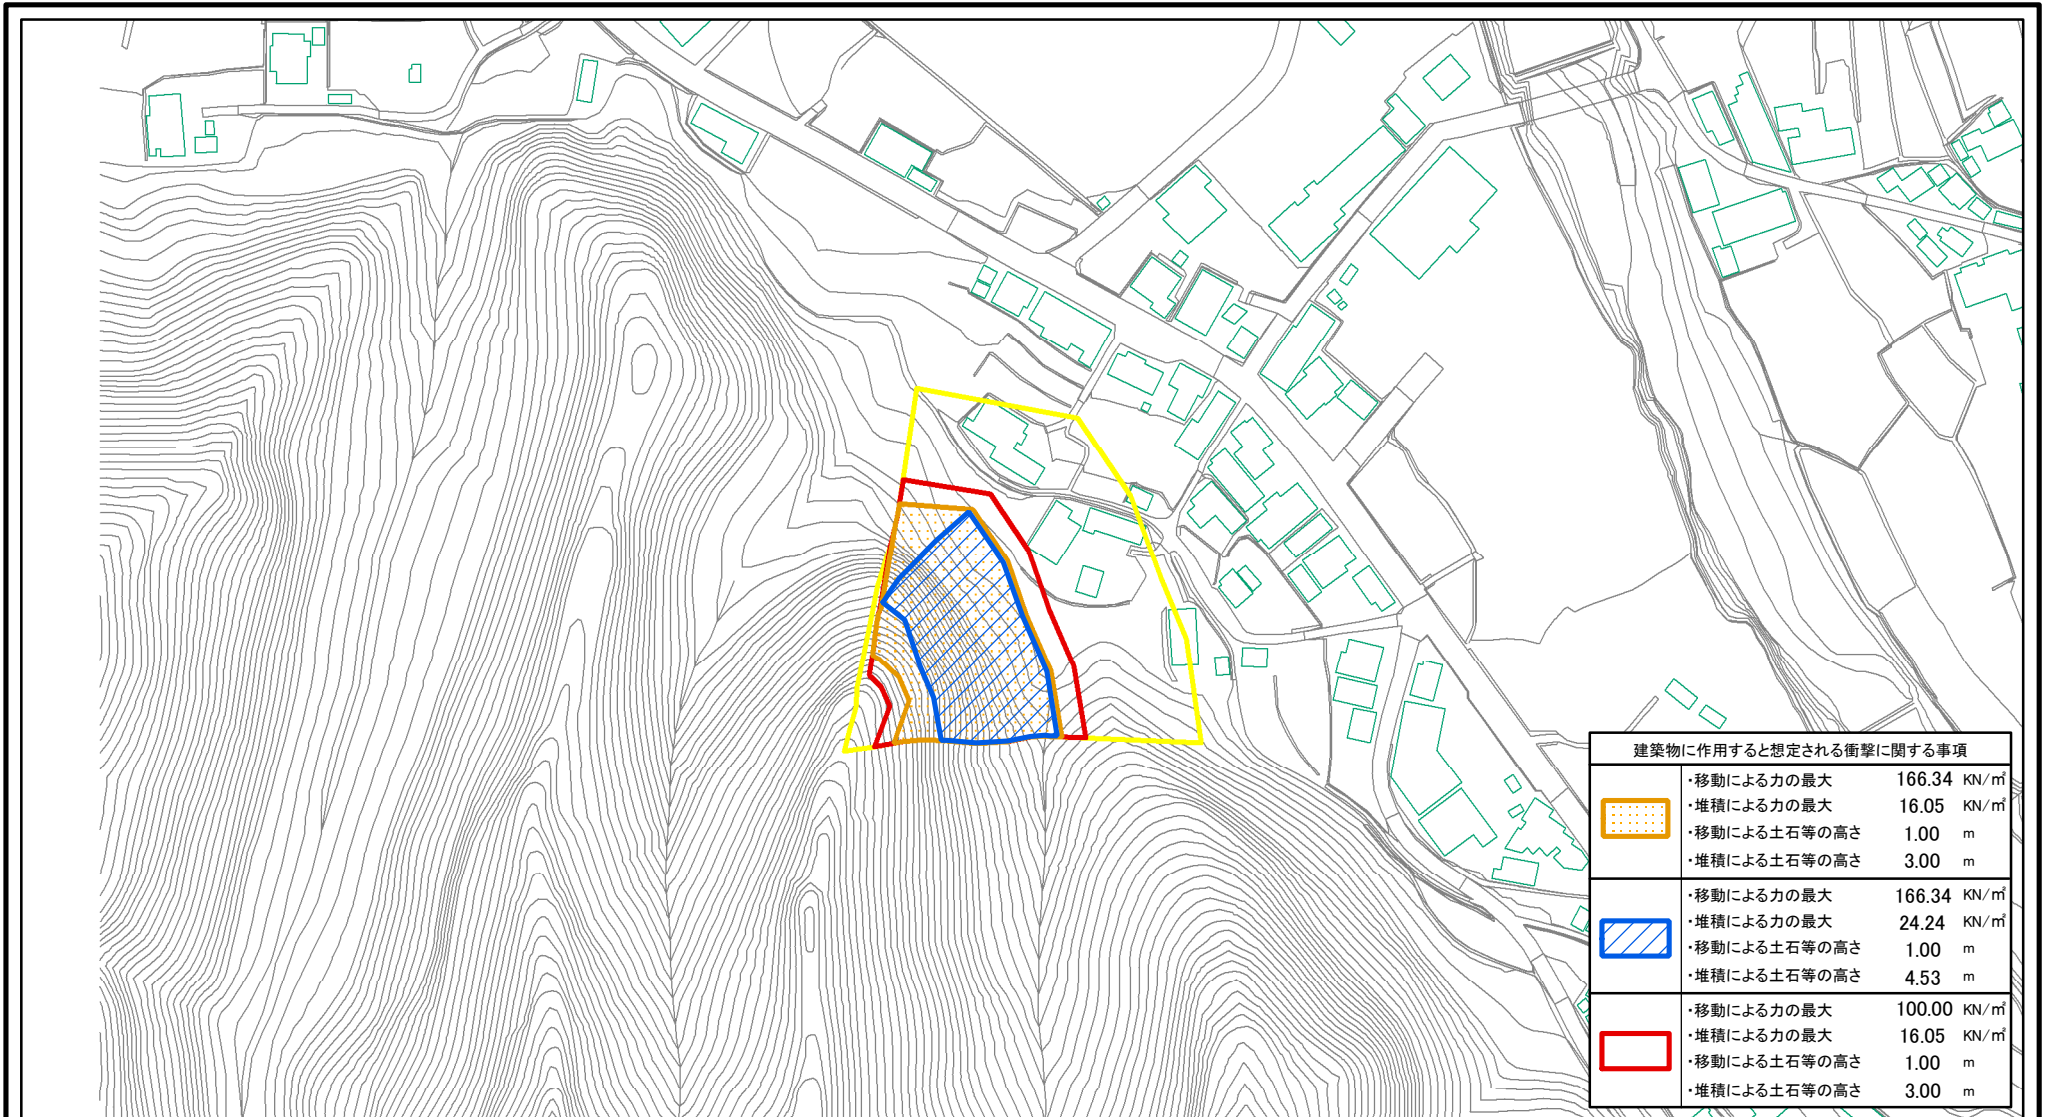 建築物に作用すると想定される衝撃に関する事項
・移動による力の最大 166.34 KN/㎡
・堆積による力の最大 16.05 KN/㎡
・移動による土石等の高さ 1.00 m
・堆積による土石等の高さ 3.00 m
・移動による力の最大 166.34 KN/㎡
・堆積による力の最大 24.24 KN/㎡
・移動による土石等の高さ 1.00 m
・堆積による土石等の高さ 4.53 m
・移動による力の最大 100.00 KN/㎡
・堆積による力の最大 16.05 KN/㎡
・移動による土石等の高さ 1.00 m
・堆積による土石等の高さ 3.00 m